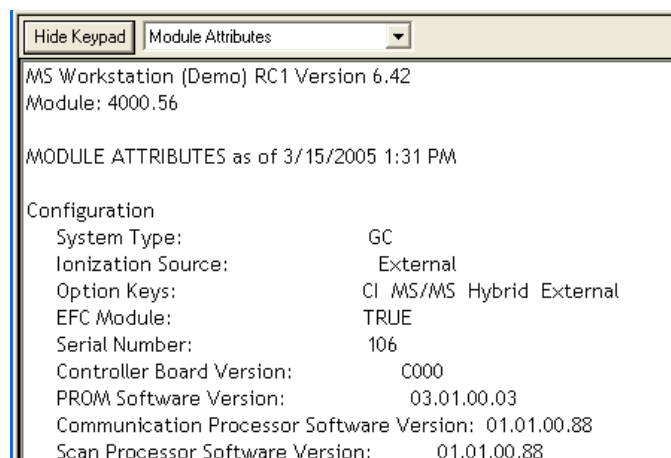 Hide Keypad Module Attributes
MS Workstation (Demo) RC1 Version 6.42
Module: 4000.56
MODULE ATTRIBUTES as of 3/15/2005 1:31 PM
Configuration
System Type: GC
Ionization Source: External
Option Keys: CI MS/MS Hybrid External
EFC Module: TRUE
Serial Number: 106
Controller Board Version: C000
PROM Software Version: 03.01.00.03
Communication Processor Software Version: 01.01.00.88
Scan Processor Software Version: 01.01.00.88